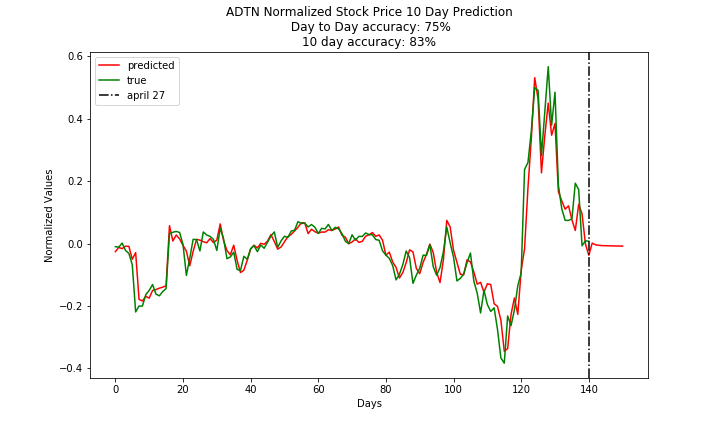 ADTN Normalized Stock Price 10 Day Prediction
Day to Day accuracy: 75%
10 day accuracy: 83%
predicted
true
april 27
Normalized Values
0.6
0.4
0.2
0.0
−0.2
−0.4
0 20 40 60 80 100 120 140
Days